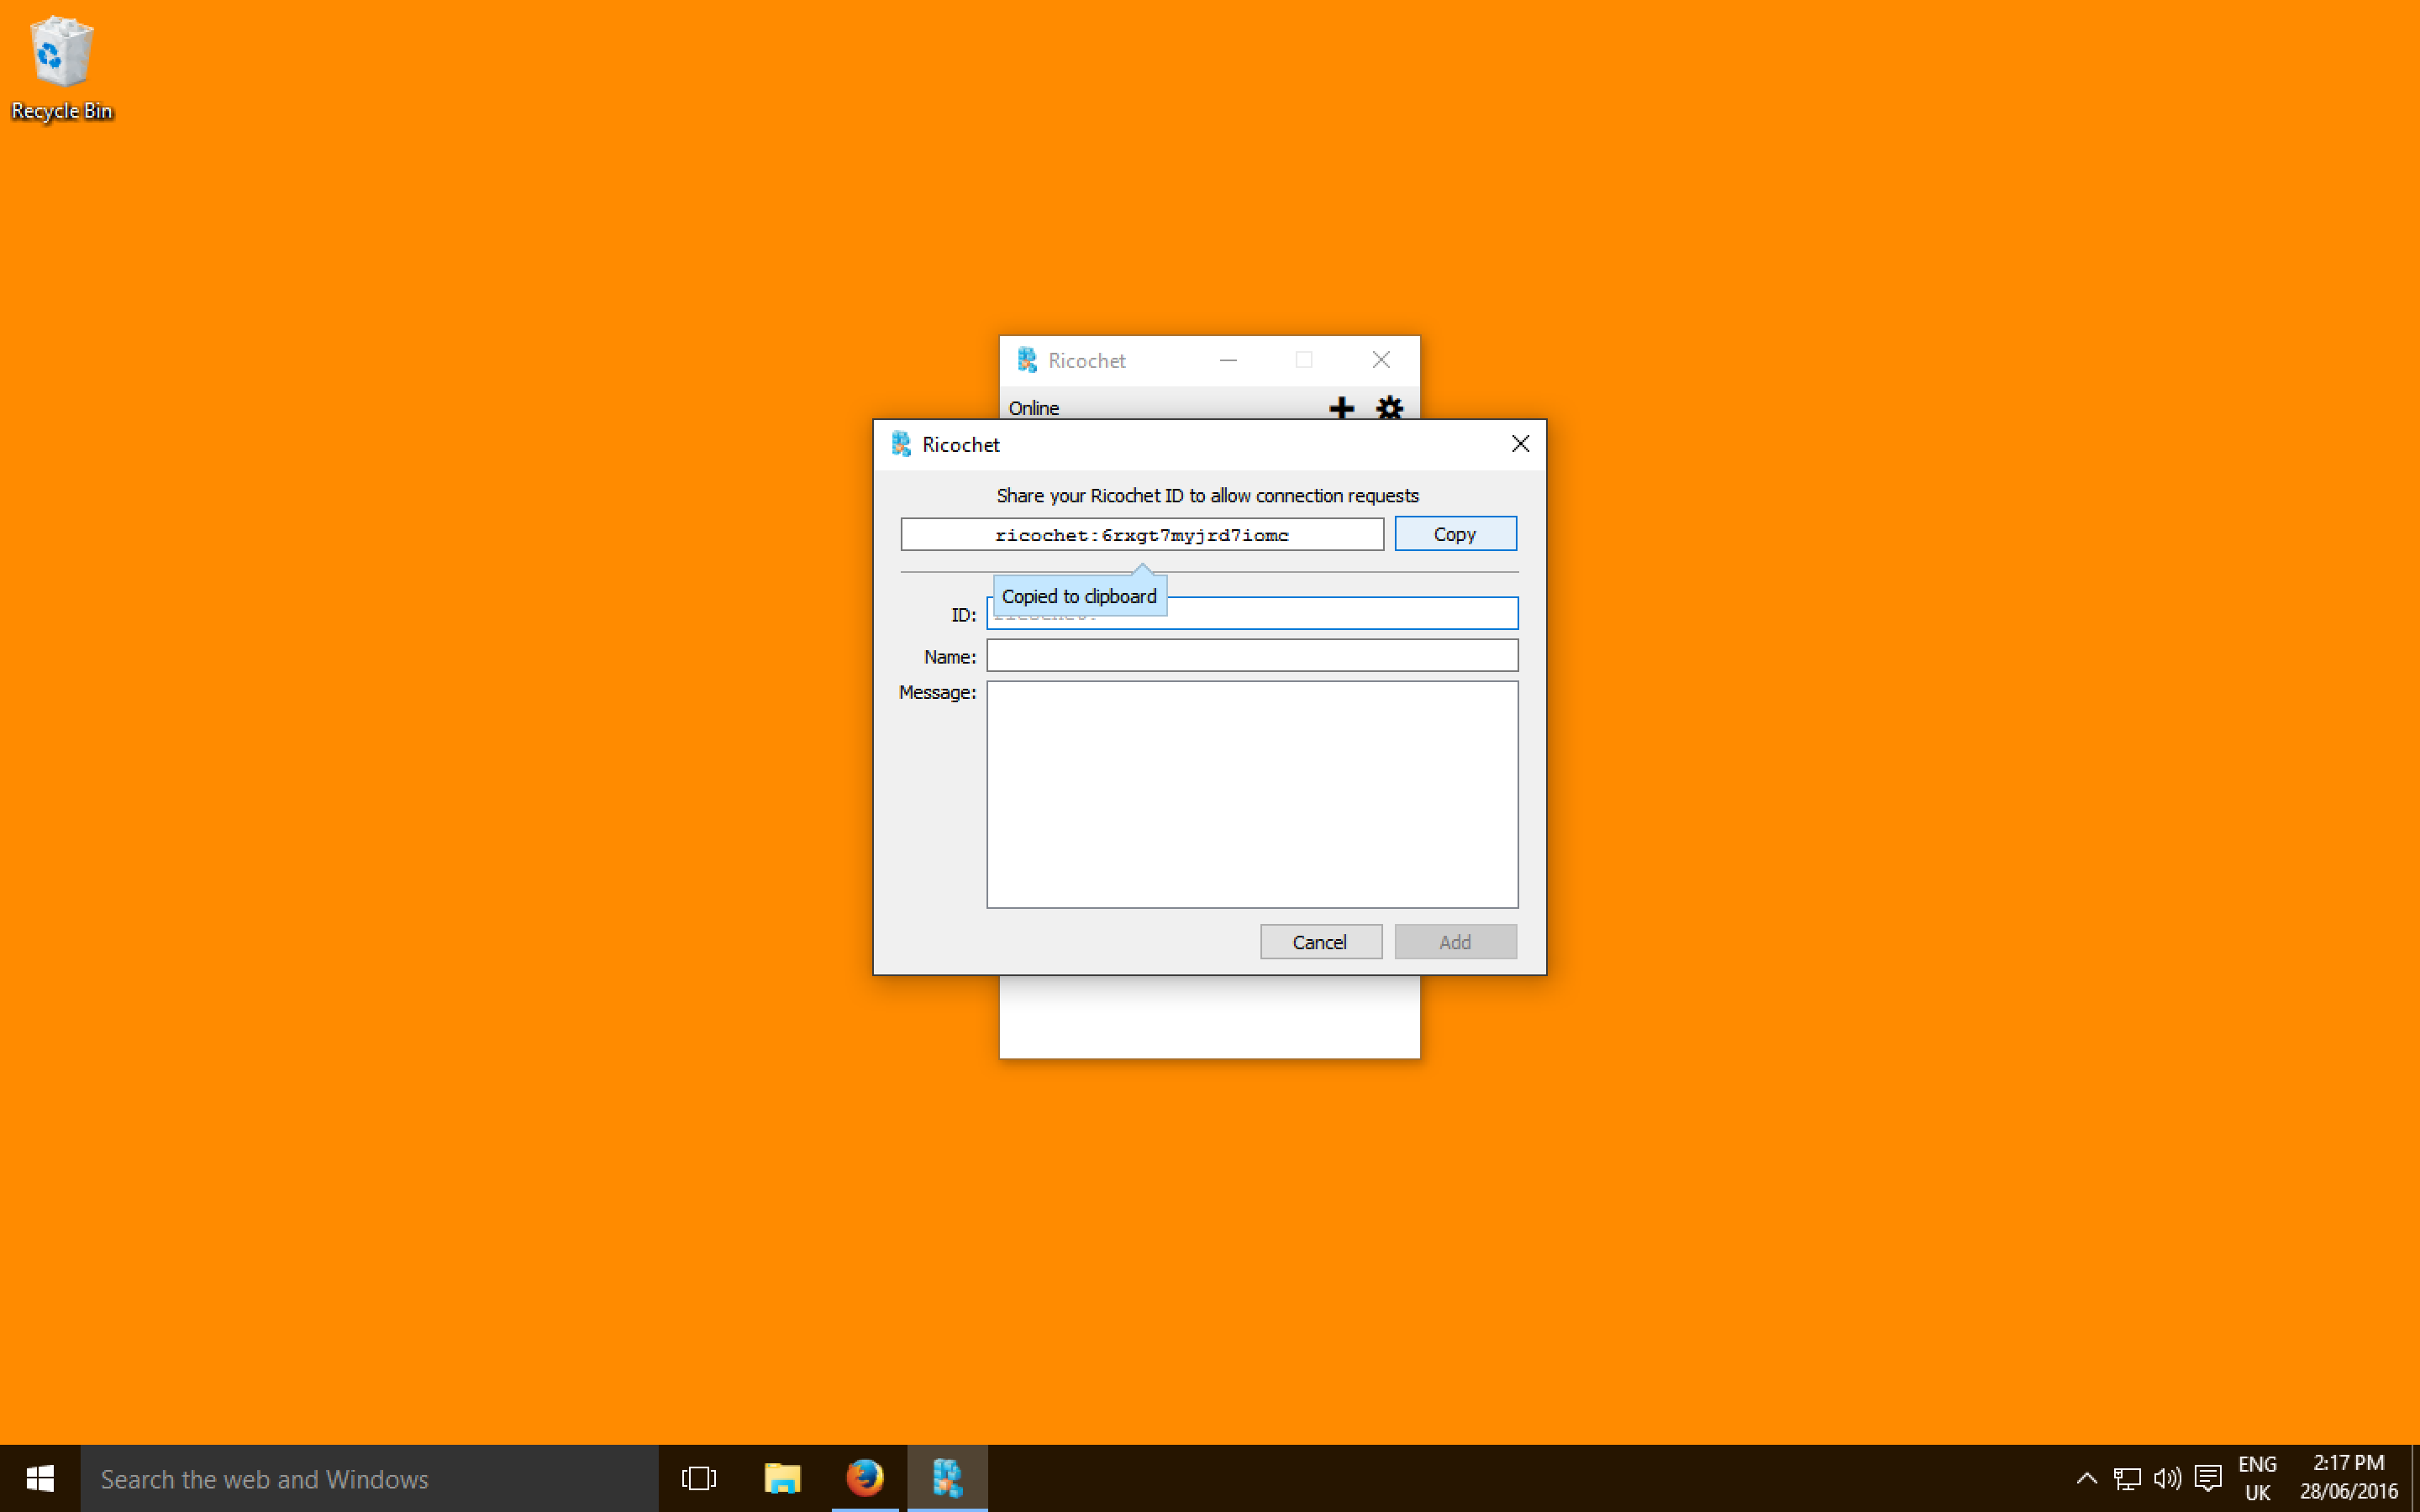 Recycle Bin
Ricochet
Online
Ricochet
Share your Ricochet ID to allow connection requests
ricochet:6rxgt7myjrd7iomc
Copy
Copied to clipboard
ID:
Name:
Message:
Cancel
Add
Search the web and Windows
ENG
UK
2:17 PM
28/06/2016